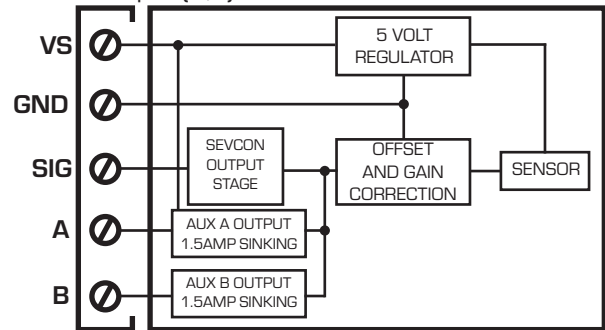 VS
5 VOLT
REGULATOR
GND
SIG
SEVCON
OUTPUT
STAGE
OFFSET
AND GAIN
CORRECTION
SENSOR
A
AUX A OUTPUT
1.5AMP SINKING
B
AUX B OUTPUT
1.5AMP SINKING